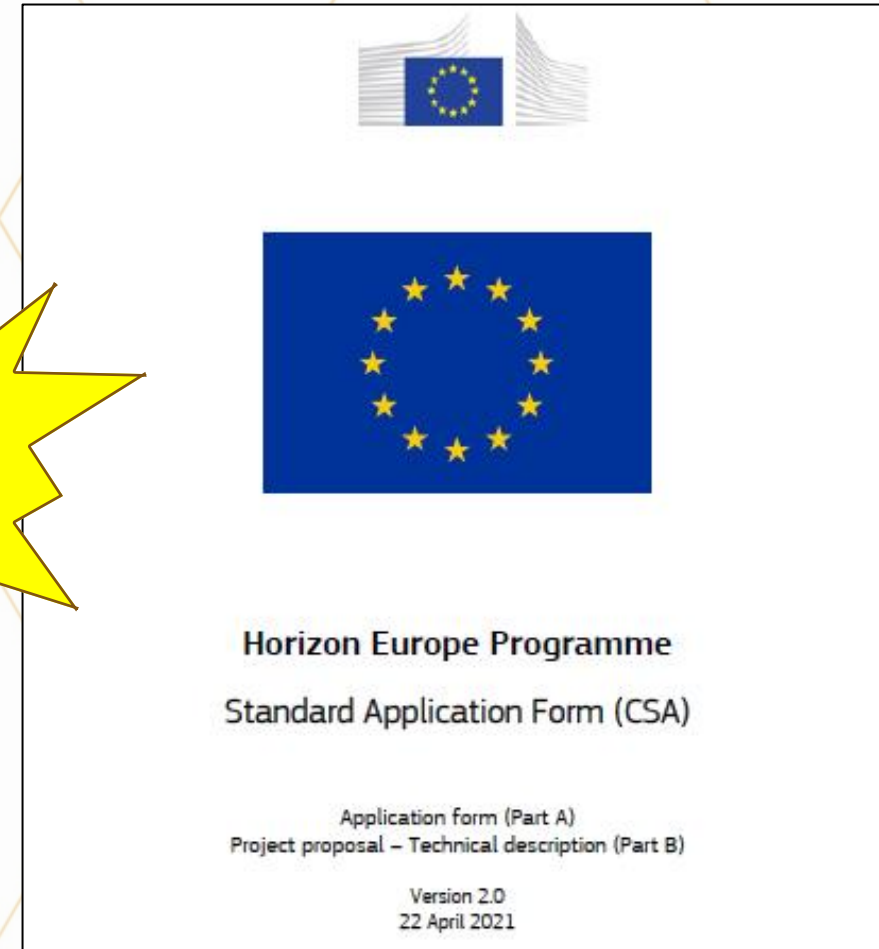 Horizon Europe Programme
Standard Application Form (CSA)
Application form (Part A)
Project proposal – Technical description (Part B)
Version 2.0
22 April 2021